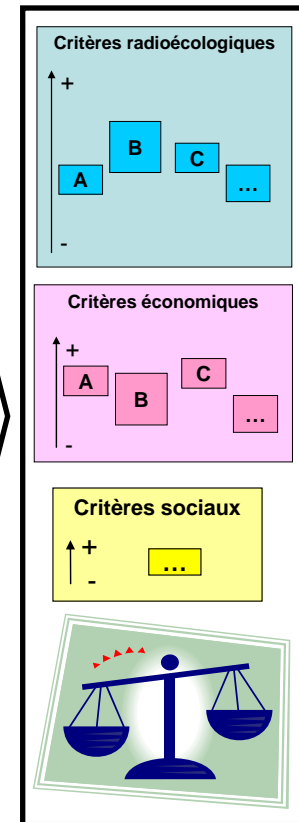 Critères radioécologiques
+
B
C
A
...
-
Critères économiques
+
A
C
B
...
-
Critères sociaux
+
...
-